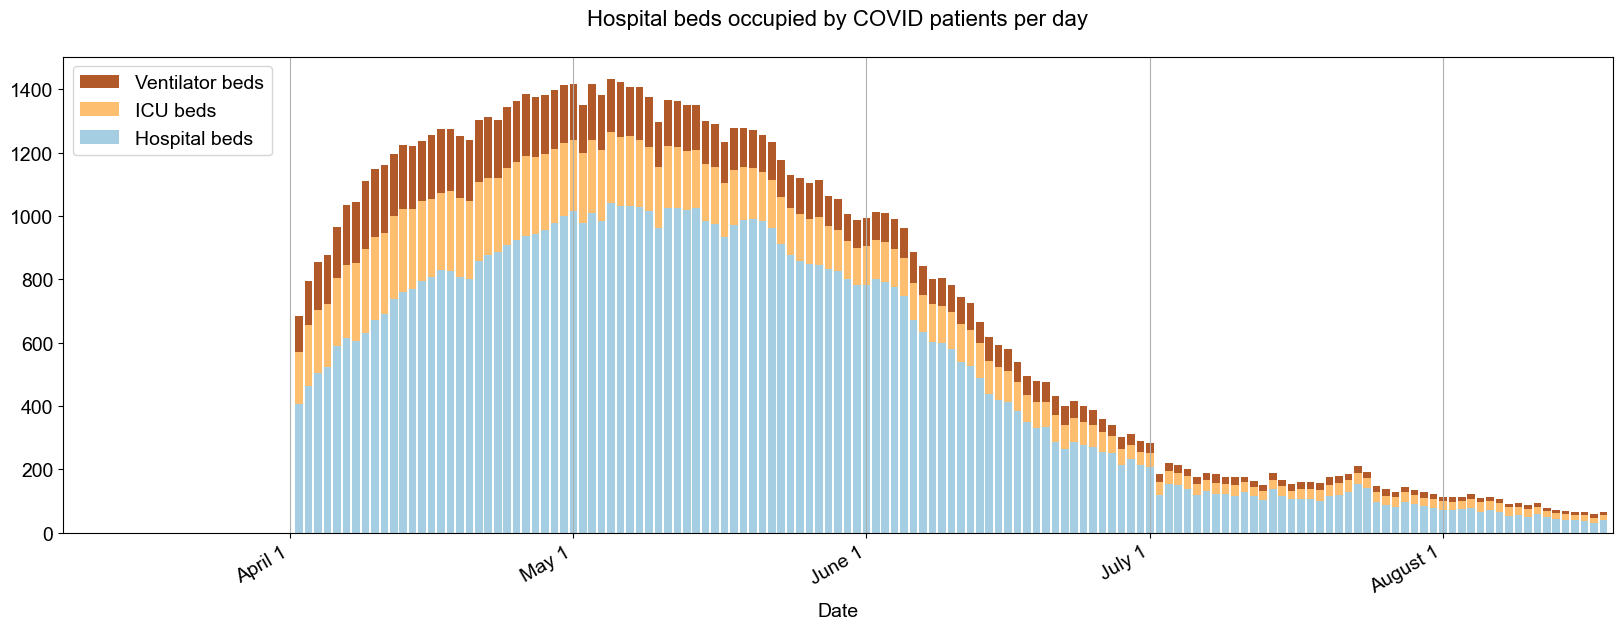 Hospital beds occupied by COVID patients per day
Ventilator beds
ICU beds
Hospital beds
1400
1200
1000
800
600
400
200
0
April 1
May 1
June 1
July 1
August 1
Date